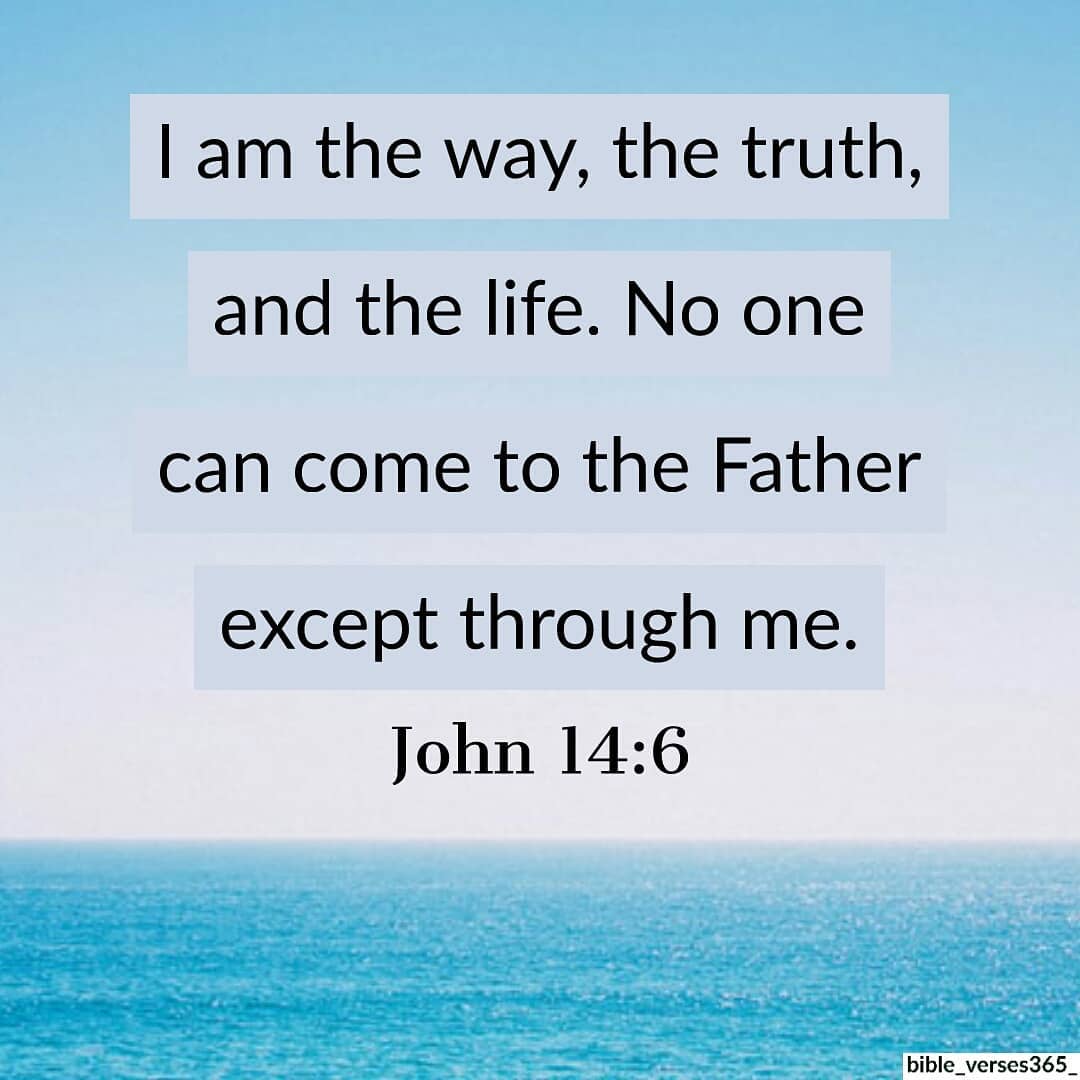 I am the way, the truth,
and the life. No one
can come to the Father
except through me.
John 14:6
bible_verses365_